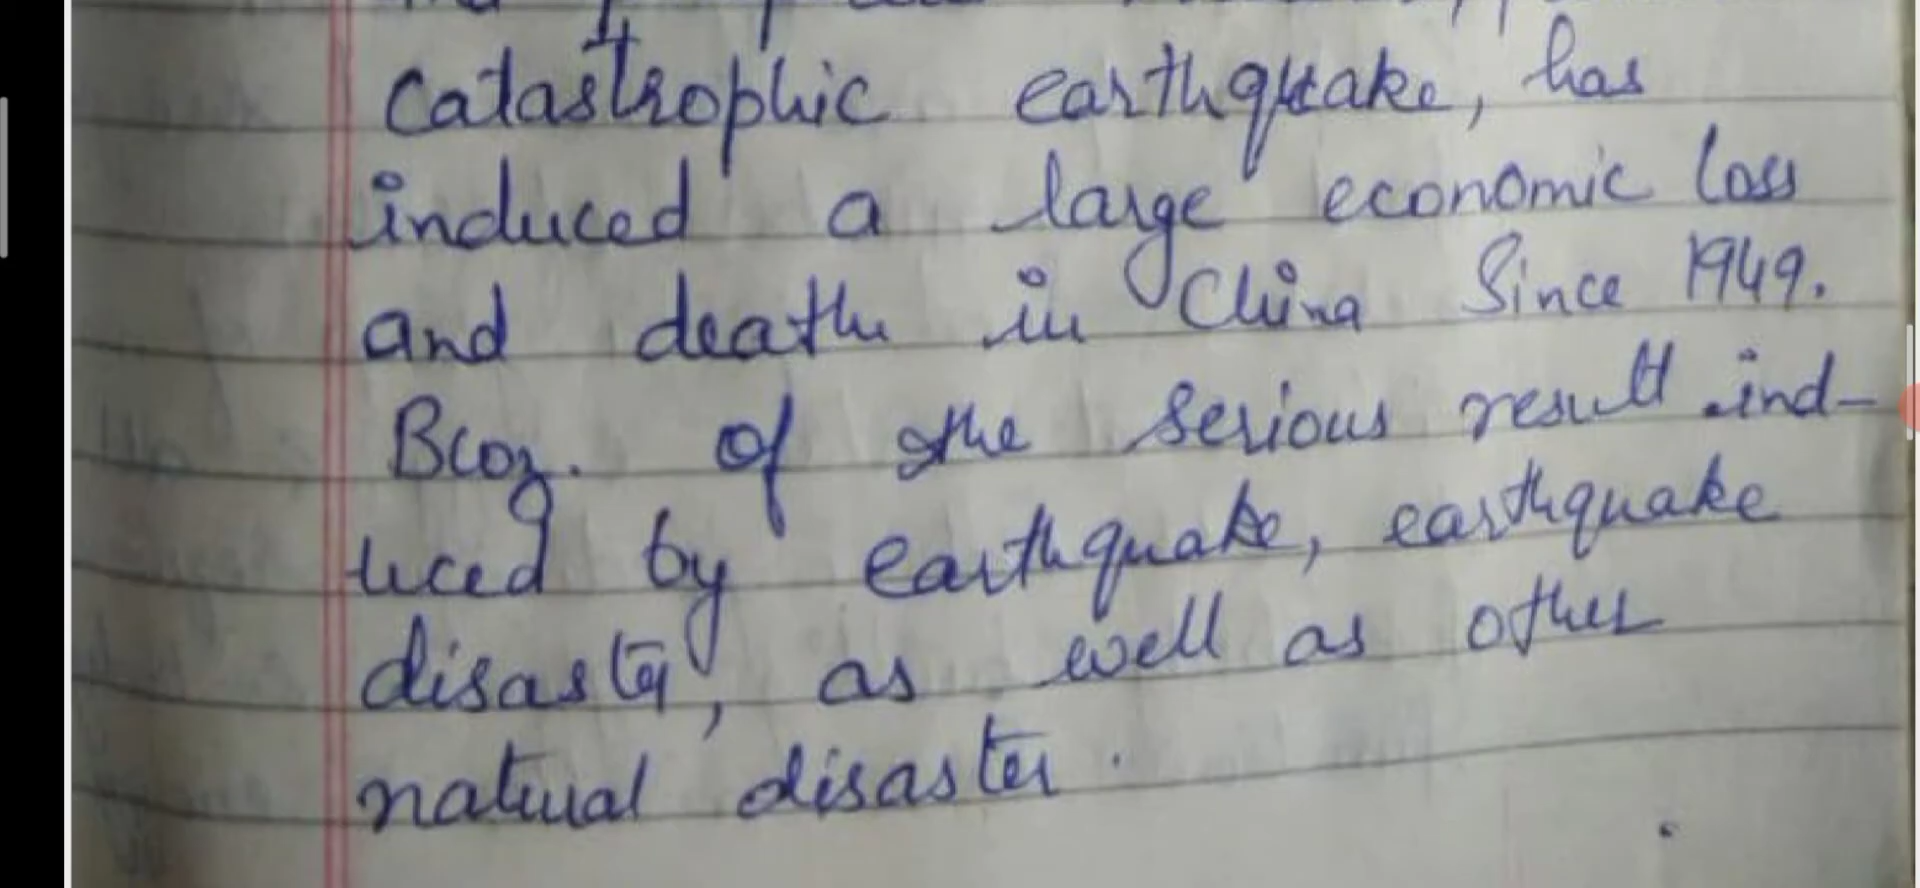 catastrophic earthquake, has
induced a large economic loss
and death in China Since 1949.
Bcoz. of the serious result ind-
uced by earthquake, earthquake
disaster, as well as other
natural disaster.